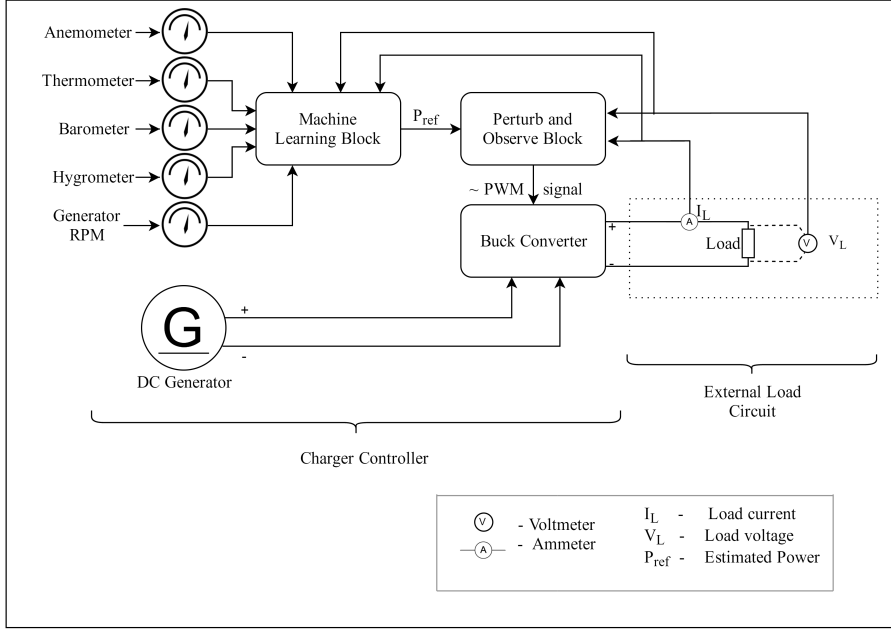 Anemometer
Thermometer
Barometer
Hygrometer
Generator
RPM
Machine
Learning Block
Pref
Perturb and
Observe Block
~ PWM signal
Buck Converter
+
-
IL
A
Load
V
VL
G
+
-
DC Generator
External Load
Circuit
Charger Controller
V - Voltmeter
A - Ammeter
IL - Load current
VL - Load voltage
Pref - Estimated Power